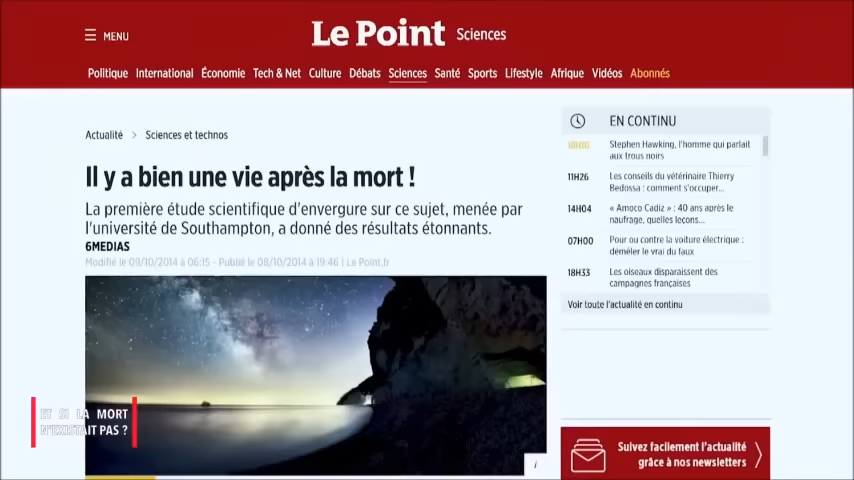 MENU
Le Point Sciences
Politique International Économie Tech & Net Culture Débats Sciences Santé Sports Lifestyle Afrique Vidéos Abonnés
Actualité > Sciences et technos
Il y a bien une vie après la mort !
La première étude scientifique d'envergure sur ce sujet, menée par
l'université de Southampton, a donné des résultats étonnants.
6MEDIAS
Modifié le 09/10/2014 à 06:15 - Publié le 08/10/2014 à 19:46 | Le Point.fr
EN CONTINU
Stephen Hawking, l'homme qui parlait
aux trous noirs
11H26 Les conseils du vétérinaire Thierry
Bedossa : comment s'occuper...
14H04 « Amoco Cadiz » : 40 ans après le
naufrage, quelles leçons...
07H00 Pour ou contre la voiture électrique :
démêler le vrai du faux
18H33 Les oiseaux disparaissent des
campagnes françaises
Voir toute l'actualité en continu
i
ET SI LA MORT
N'EXISTAIT PAS ?
Suivez facilement l'actualité
grâce à nos newsletters